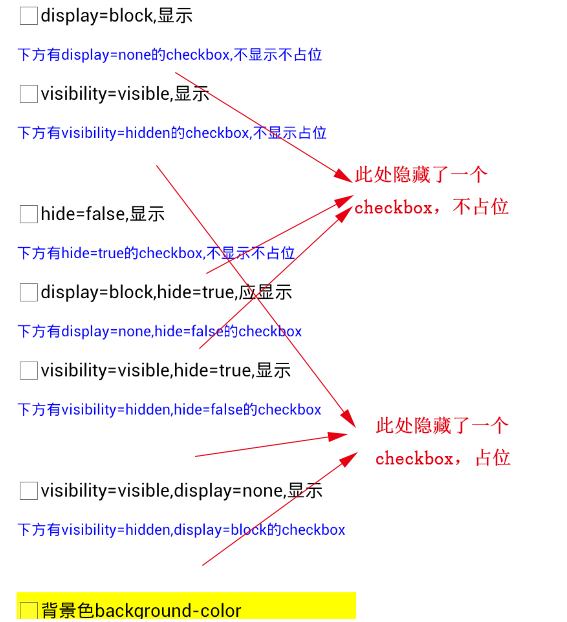 display=block,显示
下方有display=none的checkbox,不显示不占位
visibility=visible,显示
下方有visibility=hidden的checkbox,不显示占位
此处隐藏了一个
checkbox，不占位
hide=false,显示
下方有hide=true的checkbox,不显示不占位
display=block,hide=true,应显示
下方有display=none,hide=false的checkbox
visibility=visible,hide=true,显示
下方有visibility=hidden,hide=false的checkbox
此处隐藏了一个
checkbox，占位
visibility=visible,display=none,显示
下方有visibility=hidden,display=block的checkbox
背景色background-color